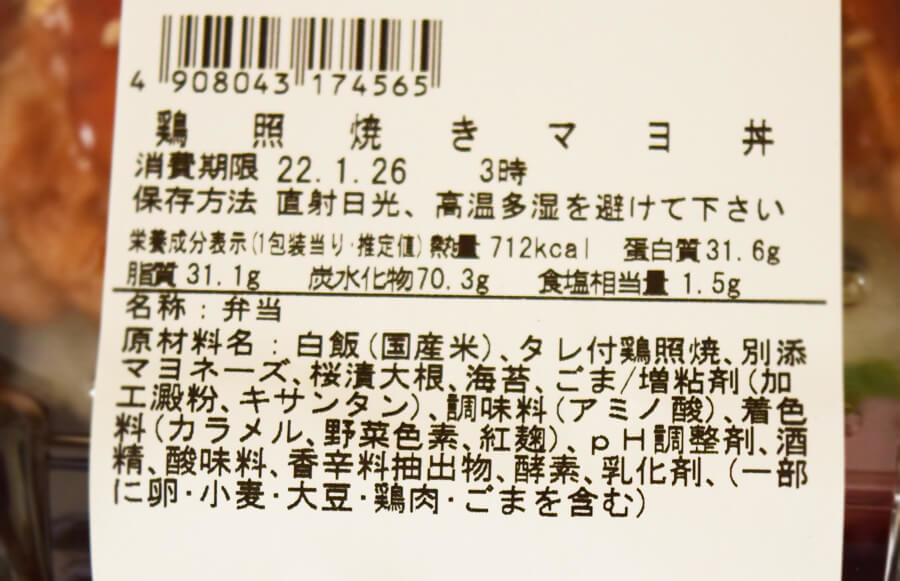 4 908043 174565
鶏照焼きマヨ丼
消費期限 22.1.26 3時
保存方法 直射日光、高温多湿を避けて下さい
栄養成分表示(1包装当り・推定値)熱量 712kcal 蛋白質31.6g
脂質31.1g 炭水化物70.3g 食塩相当量 1.5g
名称:弁当
原材料名:白飯(国産米)、タレ付鶏照焼、別添
マヨネーズ、桜漬大根、海苔、ごま/増粘剤(加
工澱粉、キサンタン)、調味料(アミノ酸)、着色
料(カラメル、野菜色素、紅麹)、pH調整剤、酒
精、酸味料、香辛料抽出物、酵素、乳化剤、(一部
に卵・小麦・大豆・鶏肉・ごまを含む)